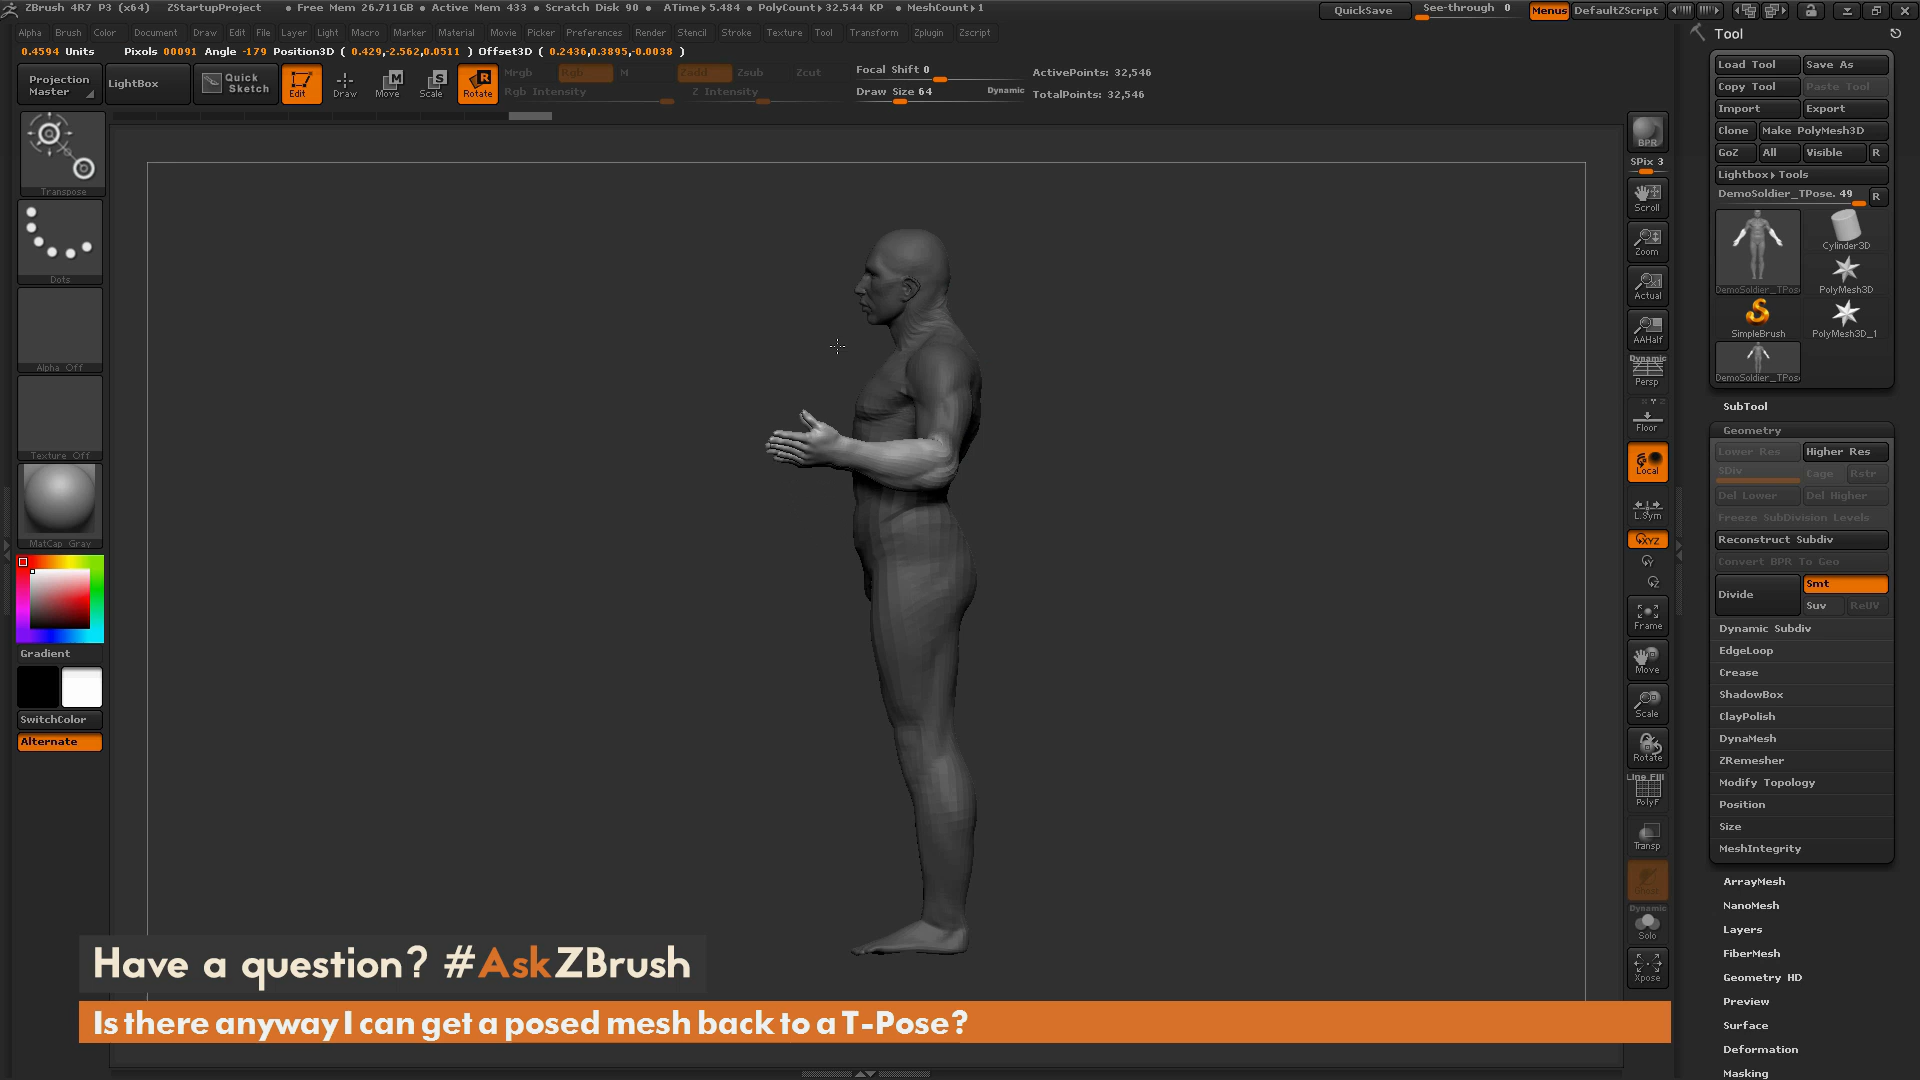 ZBrush 4R7 P3 (x64) ZStartupProject • Free Mem 26.711GB • Active Mem 433 • Scratch Disk 90 • ATime▸5.484 • PolyCount▸32.544 KP • MeshCount▸1 QuickSave See-through 0 Menus DefaultZScript
Alpha Brush Color Document Draw Edit File Layer Light Macro Marker Material Movie Picker Preferences Render Stencil Stroke Texture Tool Transform Zplugin Zscript
0.4594 Units Pixols 00091 Angle -179 Position3D ( 0.429,-2.562,0.0511 ) Offset3D ( 0.2436,0.3895,-0.0038 )
Projection Master
LightBox
Quick Sketch
Edit
Draw
Move
Scale
Rotate
Mrgb Rgb M Zadd Zsub Zcut
Rgb Intensity Z Intensity
Focal Shift 0
Draw Size 64 Dynamic
ActivePoints: 32,546
TotalPoints: 32,546
Transpose
Dots
Alpha Off
Texture Off
MatCap Gray
Gradient
SwitchColor
Alternate
BPR
SPix 3
Scroll
Zoom
Actual
AAHalf
Dynamic
Persp
Floor
Local
L.Sym
XYZ
Y
Z
Frame
Move
Scale
Rotate
Line Fill
PolyF
Transp
Ghost
Dynamic
Solo
Xpose
Tool
Load Tool Save As
Copy Tool Paste Tool
Import Export
Clone Make PolyMesh3D
GoZ All Visible R
Lightbox▸Tools
DemoSoldier_TPose. 49 R
DemoSoldier_TPos
Cylinder3D
PolyMesh3D
SimpleBrush
PolyMesh3D_1
DemoSoldier_TPos
SubTool
Geometry
Lower Res Higher Res
SDiv Cage Rstr
Del Lower Del Higher
Freeze SubDivision Levels
Reconstruct Subdiv
Convert BPR To Geo
Divide Smt
Suv ReUV
Dynamic Subdiv
EdgeLoop
Crease
ShadowBox
ClayPolish
DynaMesh
ZRemesher
Modify Topology
Position
Size
MeshIntegrity
ArrayMesh
NanoMesh
Layers
FiberMesh
Geometry HD
Preview
Surface
Deformation
Masking
Have a question? #AskZBrush
Is there anyway I can get a posed mesh back to a T-Pose?